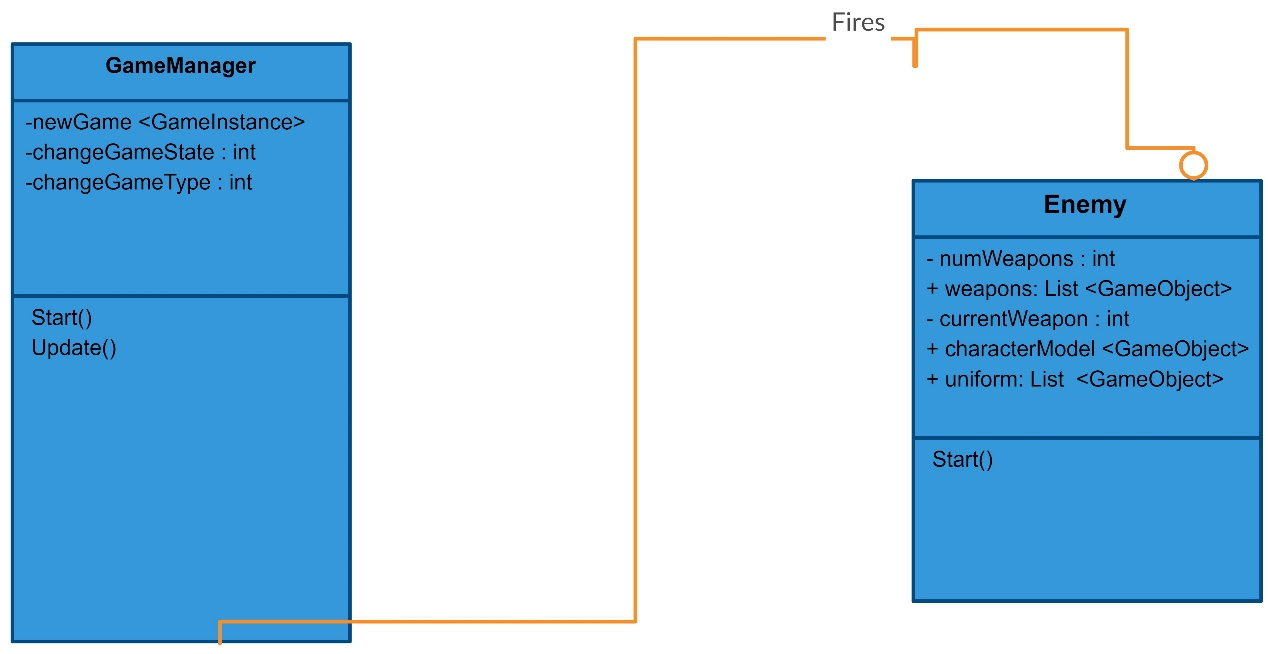 Fires
GameManager
-newGame <GameInstance>
-changeGameState : int
-changeGameType : int
Start()
Update()
Enemy
- numWeapons : int
+ weapons: List <GameObject>
- currentWeapon : int
+ characterModel <GameObject>
+ uniform: List  <GameObject>
Start()